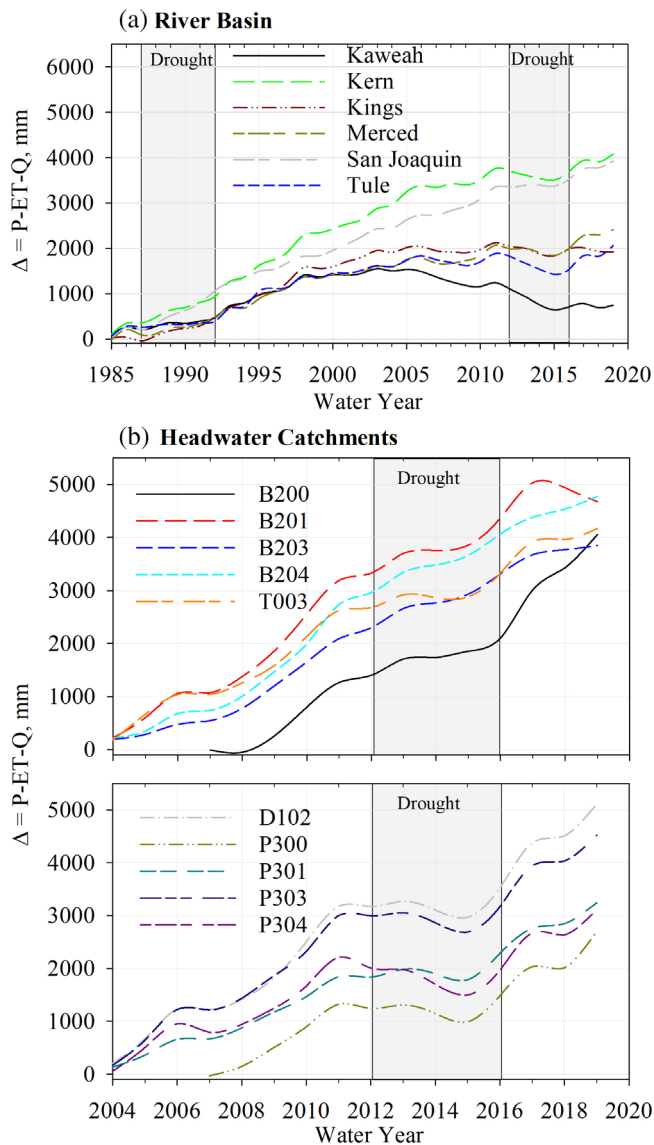 (a) River Basin
Δ = P-ET-Q, mm
6000
5000
4000
3000
2000
1000
0
Drought
Drought
Kaweah
Kern
Kings
Merced
San Joaquin
Tule
1985 1990 1995 2000 2005 2010 2015 2020
Water Year
(b) Headwater Catchments
Δ = P-ET-Q, mm
5000
4000
3000
2000
1000
0
Drought
B200
B201
B203
B204
T003
5000
4000
3000
2000
1000
0
Drought
D102
P300
P301
P303
P304
2004 2006 2008 2010 2012 2014 2016 2018 2020
Water Year